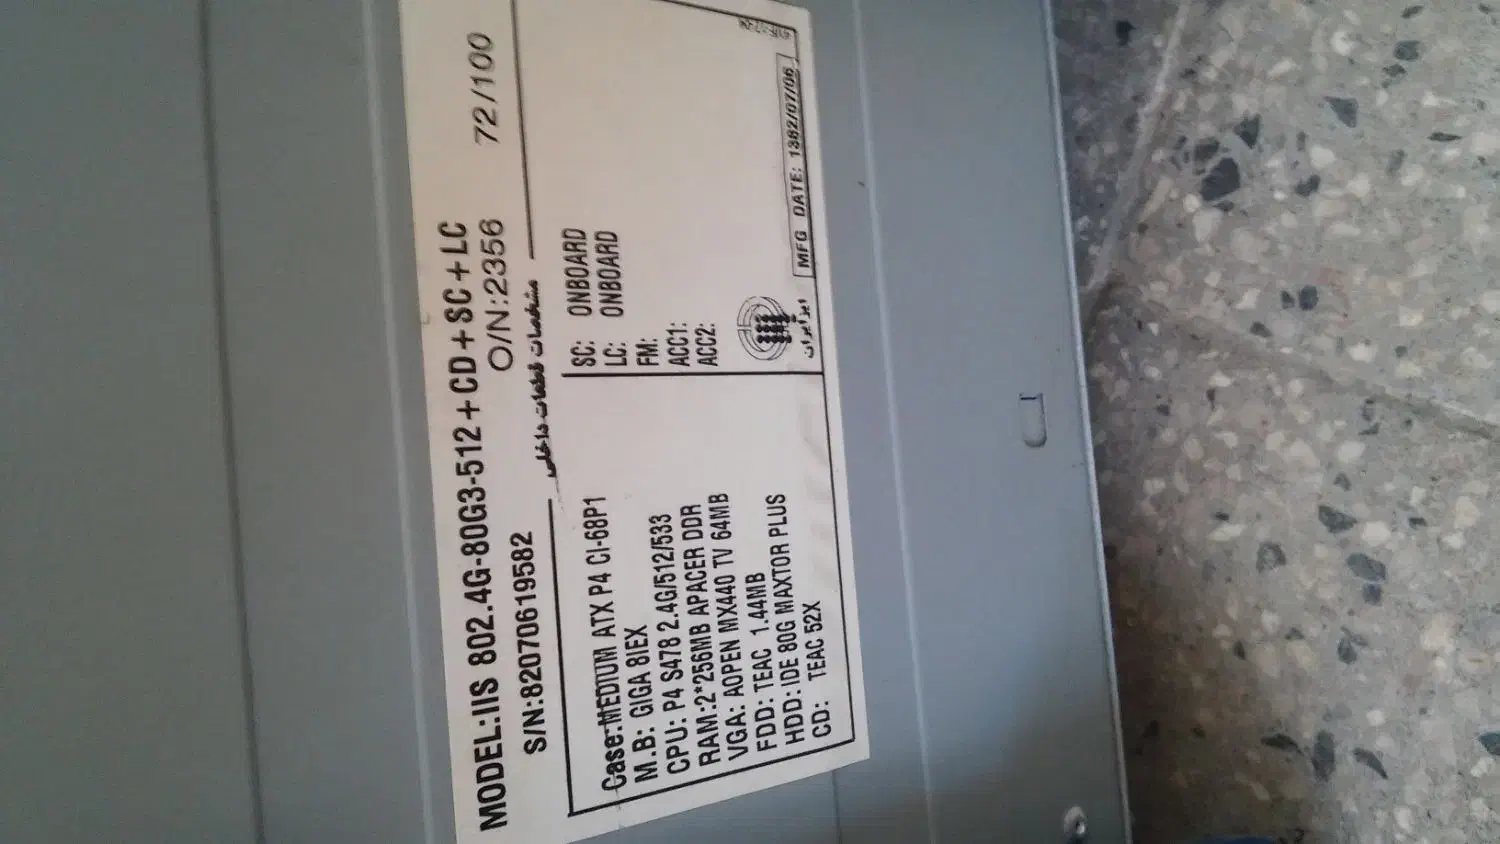 MODEL:IIS 802.4G-80G3-512+CD+SC+LC
S/N:82070619582 O/N:2356 72/100
مشخصات قطعات داخلی
Case:MEDIUM ATX P4 CI-68P1
M.B: GIGA 8IEX
CPU: P4 S478 2.4G/512/533
RAM:2*256MB APACER DDR
VGA: AOPEN MX440 TV 64MB
FDD: TEAC 1.44MB
HDD: IDE 80G MAXTOR PLUS
CD: TEAC 52X
SC: ONBOARD
LC: ONBOARD
FM:
ACC1:
ACC2:
ایزایران
MFG DATE: 1382/07/06